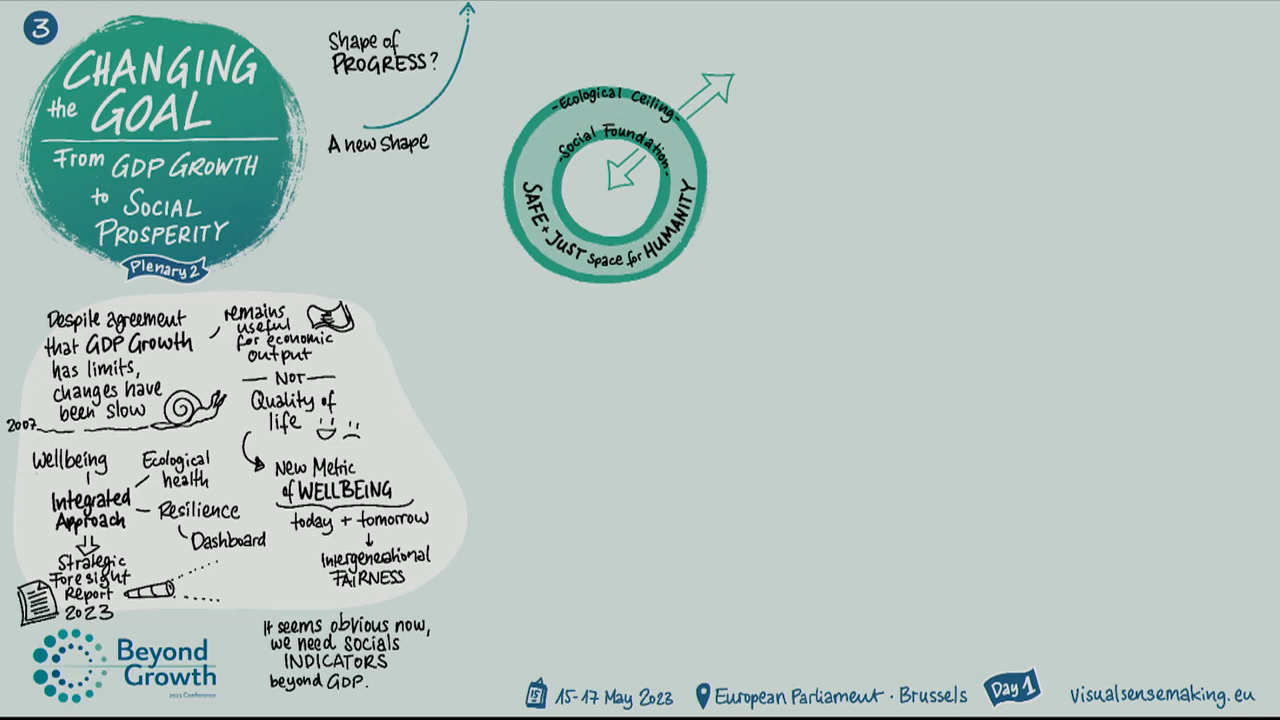 3
CHANGING
the GOAL
From GDP GROWTH
to SOCIAL
PROSPERITY
Plenary 2
Shape of
PROGRESS?
A new shape
-Ecological Ceiling-
-Social Foundation-
SAFE + JUST space for HUMANITY
Despite agreement
that GDP Growth
has limits,
changes have
been slow
2007
remains
useful
for economic
output
— NOT —
Quality of
life
New Metric
of WELLBEING
today + tomorrow
Intergenerational
FAIRNESS
Wellbeing
Integrated
Approach
Ecological
health
Resilience
Dashboard
Strategic
Foresight
Report
2023
It seems obvious now,
we need socials
INDICATORS
beyond GDP.
Beyond
Growth
2023 Conference
15
15-17 May 2023
European Parliament · Brussels
Day 1
visualsensemaking.eu